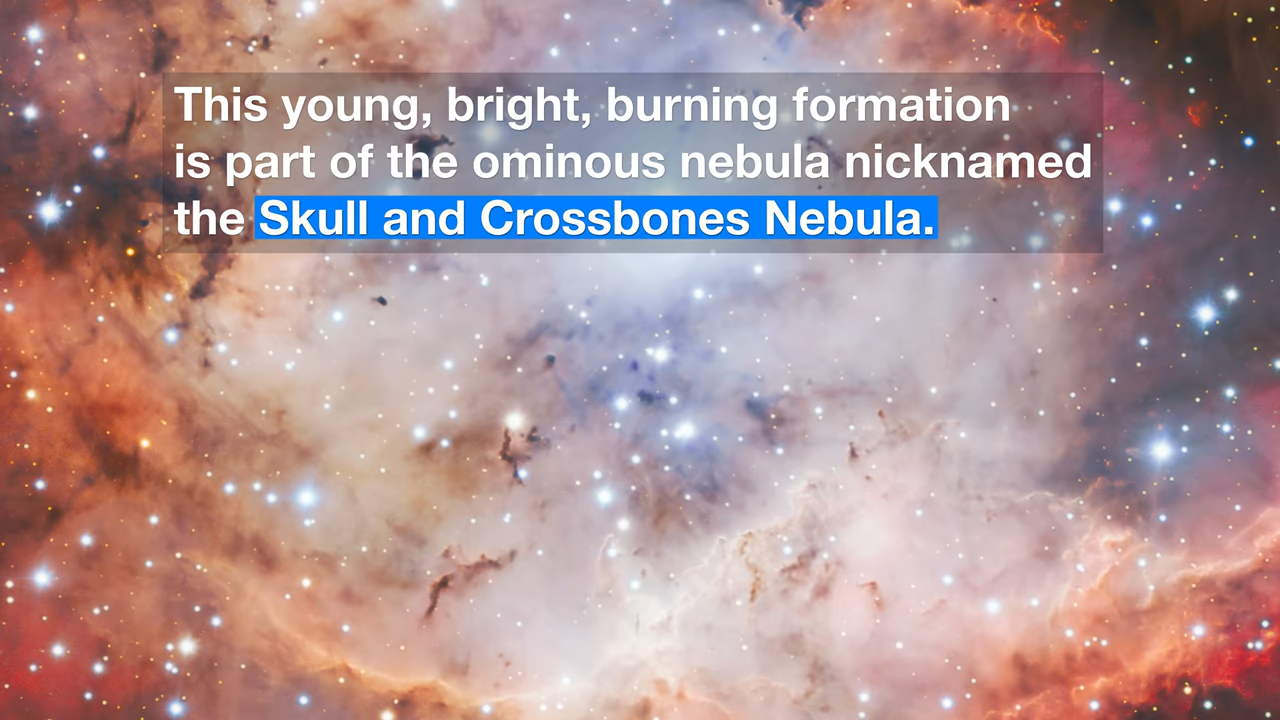 This young, bright, burning formation
is part of the ominous nebula nicknamed
the Skull and Crossbones Nebula.